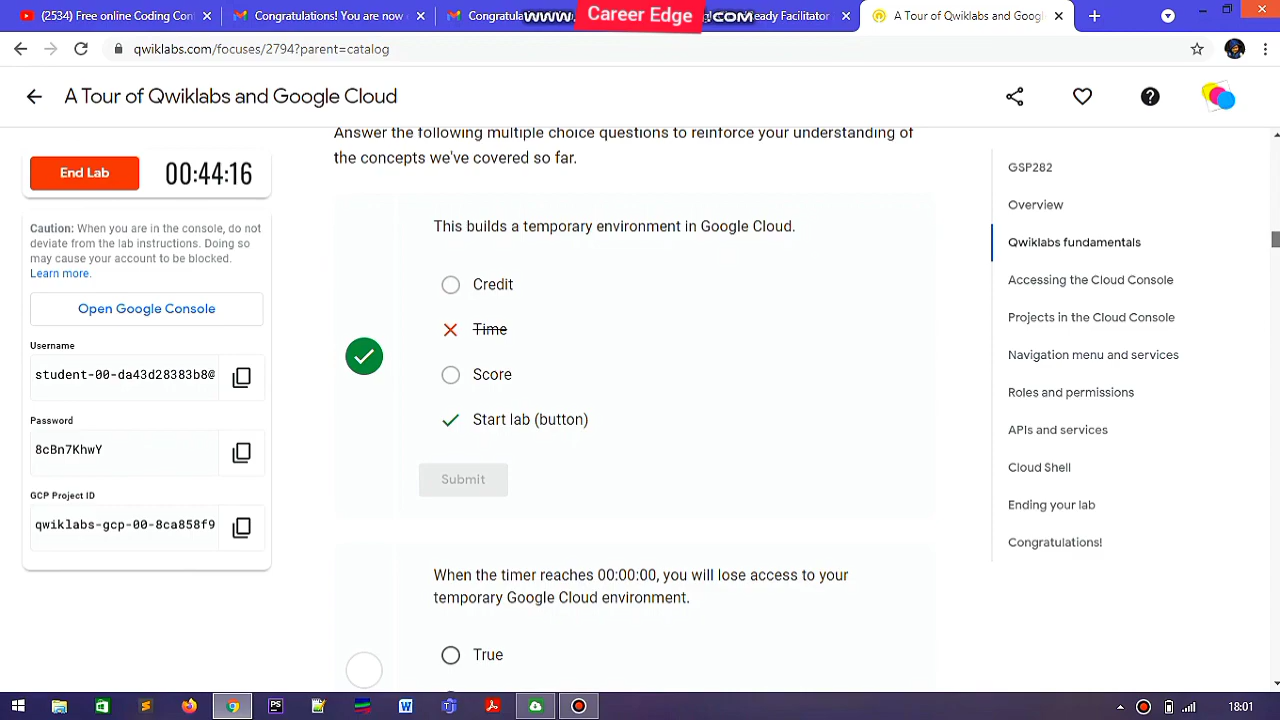 (2534) Free online Coding Con
Congratulations! You are now
Congratula
www.
Career Edge
.com
Ready Facilitator
A Tour of Qwiklabs and Googl
qwiklabs.com/focuses/2794?parent=catalog
A Tour of Qwiklabs and Google Cloud
End Lab
00:44:16
Caution: When you are in the console, do not
deviate from the lab instructions. Doing so
may cause your account to be blocked.
Learn more.
Open Google Console
Username
student-00-da43d28383b8@
Password
8cBn7KhwY
GCP Project ID
qwiklabs-gcp-00-8ca858f9
Answer the following multiple choice questions to reinforce your understanding of
the concepts we've covered so far.
This builds a temporary environment in Google Cloud.
Credit
Time
Score
Start lab (button)
Submit
When the timer reaches 00:00:00, you will lose access to your
temporary Google Cloud environment.
True
GSP282
Overview
Qwiklabs fundamentals
Accessing the Cloud Console
Projects in the Cloud Console
Navigation menu and services
Roles and permissions
APIs and services
Cloud Shell
Ending your lab
Congratulations!
18:01